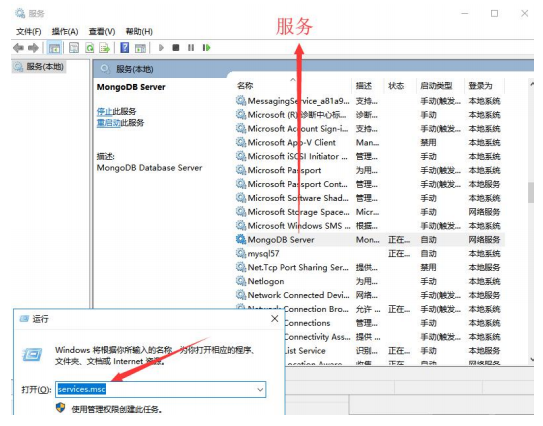 服务
文件(F) 操作(A) 查看(V) 帮助(H)
服务
服务(本地)
服务(本地)
MongoDB Server
停止此服务
重启动此服务
描述:
MongoDB Database Server
名称 描述 状态 启动类型 登录为
MessagingService_a81a9... 支持... 手动(触发... 本地系统
Microsoft (R) 诊断中心标... 诊断... 手动 本地系统
Microsoft Account Sign-i... 支持... 手动(触发... 本地系统
Microsoft App-V Client Man... 禁用 本地系统
Microsoft iSCSI Initiator ... 管理... 手动 本地系统
Microsoft Passport 为用... 手动(触发... 本地系统
Microsoft Passport Cont... 管理... 手动(触发... 本地服务
Microsoft Software Shad... 管理... 手动 本地系统
Microsoft Storage Space... Micr... 手动 网络服务
Microsoft Windows SMS ... 根据... 手动(触发... 本地系统
MongoDB Server Mon... 正在... 自动 网络服务
mysql57 正在... 自动 本地系统
Net.Tcp Port Sharing Ser... 提供... 禁用 本地服务
Netlogon 为用... 手动 本地系统
Network Connected Devi... 网络... 手动(触发... 本地服务
Network Connection Bro... 允许 ... 正在... 手动(触发... 本地系统
Connections 管理... 手动 本地系统
Connectivity Ass... 提供 ... 手动(触发... 本地系统
List Service 识别... 正在... 手动 本地服务
Location Aware 收集 正在 自动 网络服务
运行
Windows 将根据你所输入的名称，为你打开相应的程序、
文件夹、文档或 Internet 资源。
打开(O): services.msc
使用管理权限创建此任务。